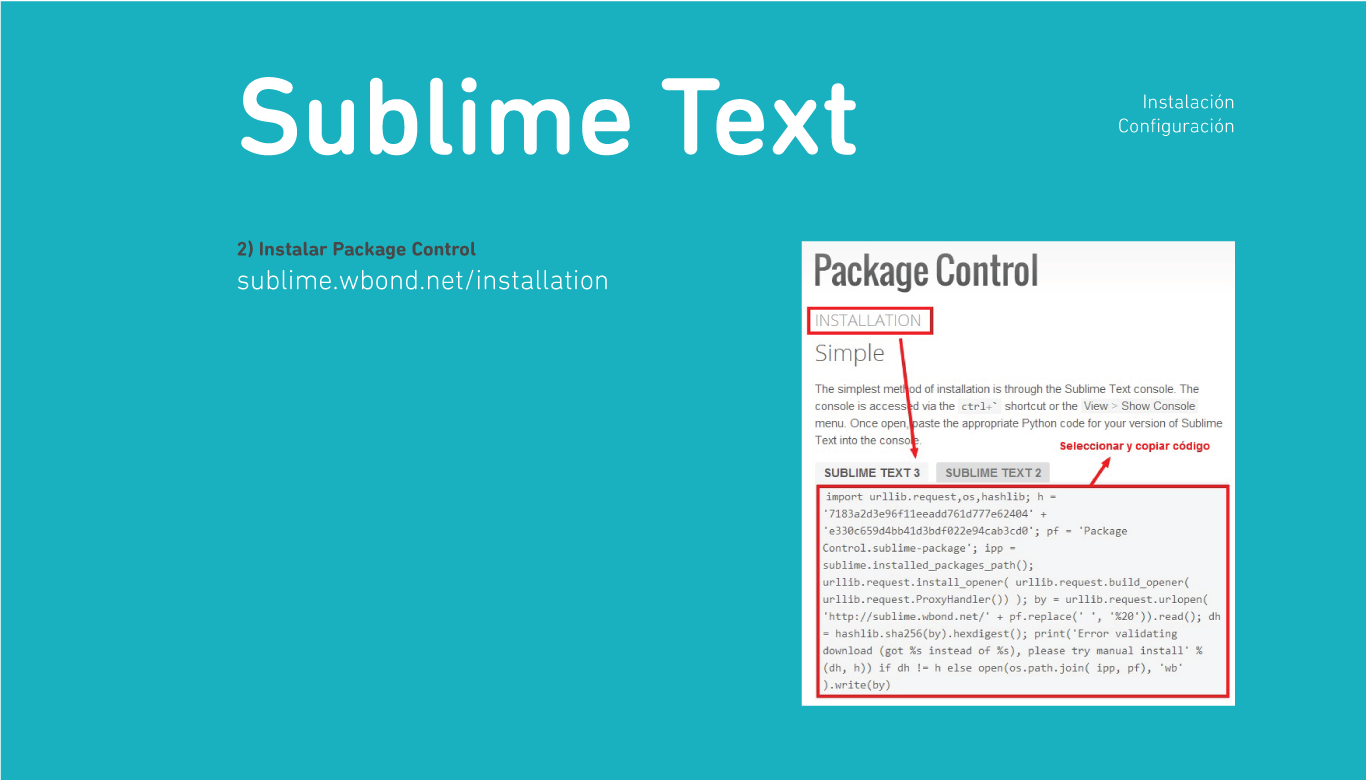 Sublime Text
Instalación
Configuración
2) Instalar Package Control
sublime.wbond.net/installation
Package Control
INSTALLATION
Simple
The simplest method of installation is through the Sublime Text console. The
console is accessed via the ctrl+` shortcut or the View > Show Console
menu. Once open, paste the appropriate Python code for your version of Sublime
Text into the console.
Seleccionar y copiar código
SUBLIME TEXT 3 SUBLIME TEXT 2
import urllib.request,os,hashlib; h =
'7183a2d3e96f11eeadd761d777e62404' +
'e330c659d4bb41d3bdf022e94cab3cd0'; pf = 'Package
Control.sublime-package'; ipp =
sublime.installed_packages_path();
urllib.request.install_opener( urllib.request.build_opener(
urllib.request.ProxyHandler()) ); by = urllib.request.urlopen(
'http://sublime.wbond.net/' + pf.replace(' ', '%20')).read(); dh
= hashlib.sha256(by).hexdigest(); print('Error validating
download (got %s instead of %s), please try manual install' %
(dh, h)) if dh != h else open(os.path.join( ipp, pf), 'wb'
).write(by)